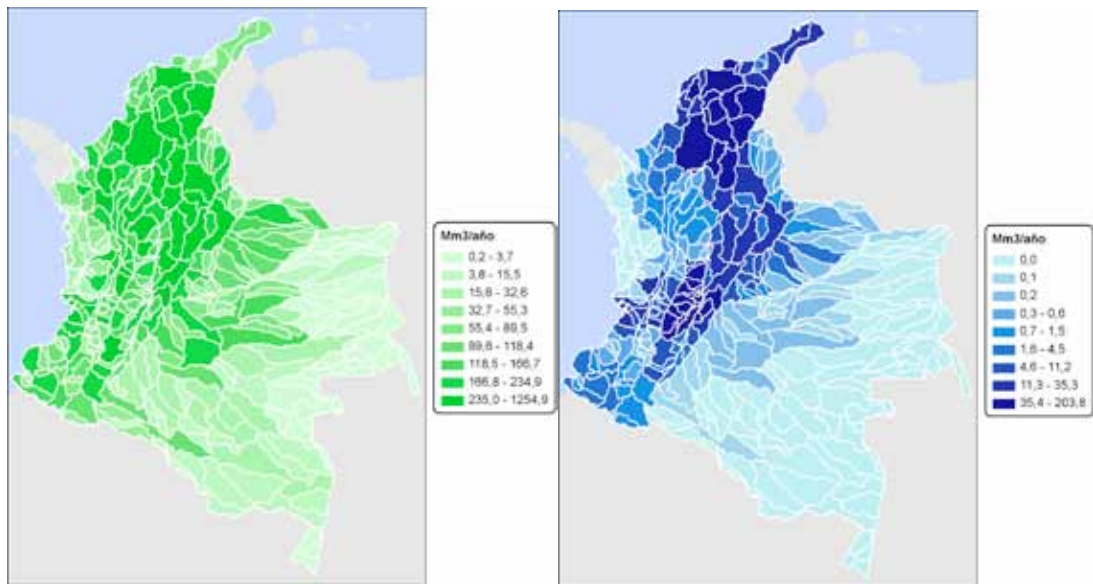 Mm3/año
0,2 - 3,7
3,8 - 15,5
15,6 - 32,6
32,7 - 55,3
55,4 - 89,5
89,6 - 118,4
118,5 - 166,7
166,8 - 234,9
235,0 - 1254,9
Mm3/año
0,0
0,1
0,2
0,3 - 0,6
0,7 - 1,5
1,6 - 4,5
4,6 - 11,2
11,3 - 35,3
35,4 - 203,8